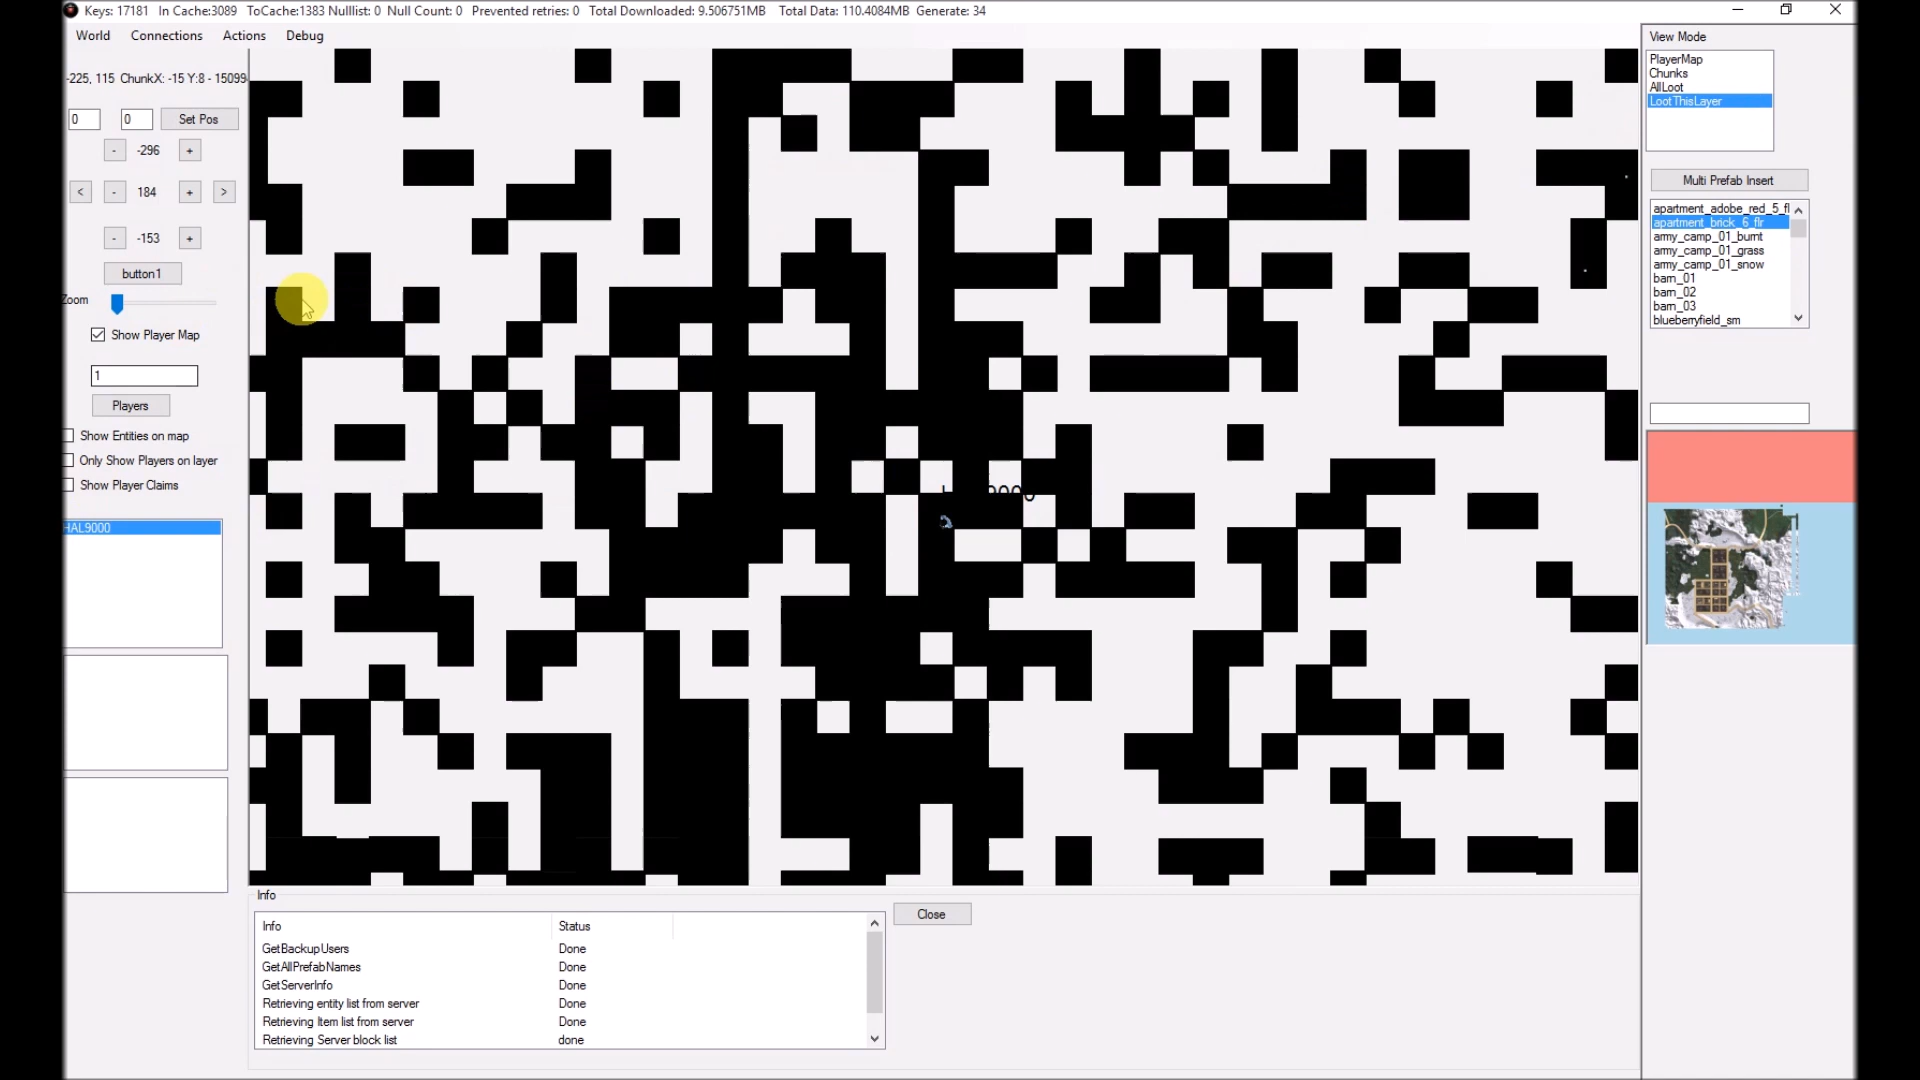 Keys: 17181 In Cache:3089 ToCache:1383 Nulllist: 0 Null Count: 0 Prevented retries: 0 Total Downloaded: 9.506751MB Total Data: 110.4084MB Generate: 34
World Connections Actions Debug
-225, 115 ChunkX: -15 Y:8 - 15099
0 0 Set Pos
- -296 +
< - 184 + >
- -153 +
button1
Zoom
Show Player Map
1
Players
Show Entities on map
Only Show Players on layer
Show Player Claims
HAL9000
View Mode
PlayerMap
Chunks
AllLoot
LootThisLayer
Multi Prefab Insert
apartment_adobe_red_5_fl
apartment_brick_6_flr
army_camp_01_burnt
army_camp_01_grass
army_camp_01_snow
barn_01
barn_02
barn_03
blueberryfield_sm
Info
Close
Info Status
GetBackupUsers Done
GetAllPrefabNames Done
GetServerInfo Done
Retrieving entity list from server Done
Retrieving Item list from server Done
Retrieving Server block list done